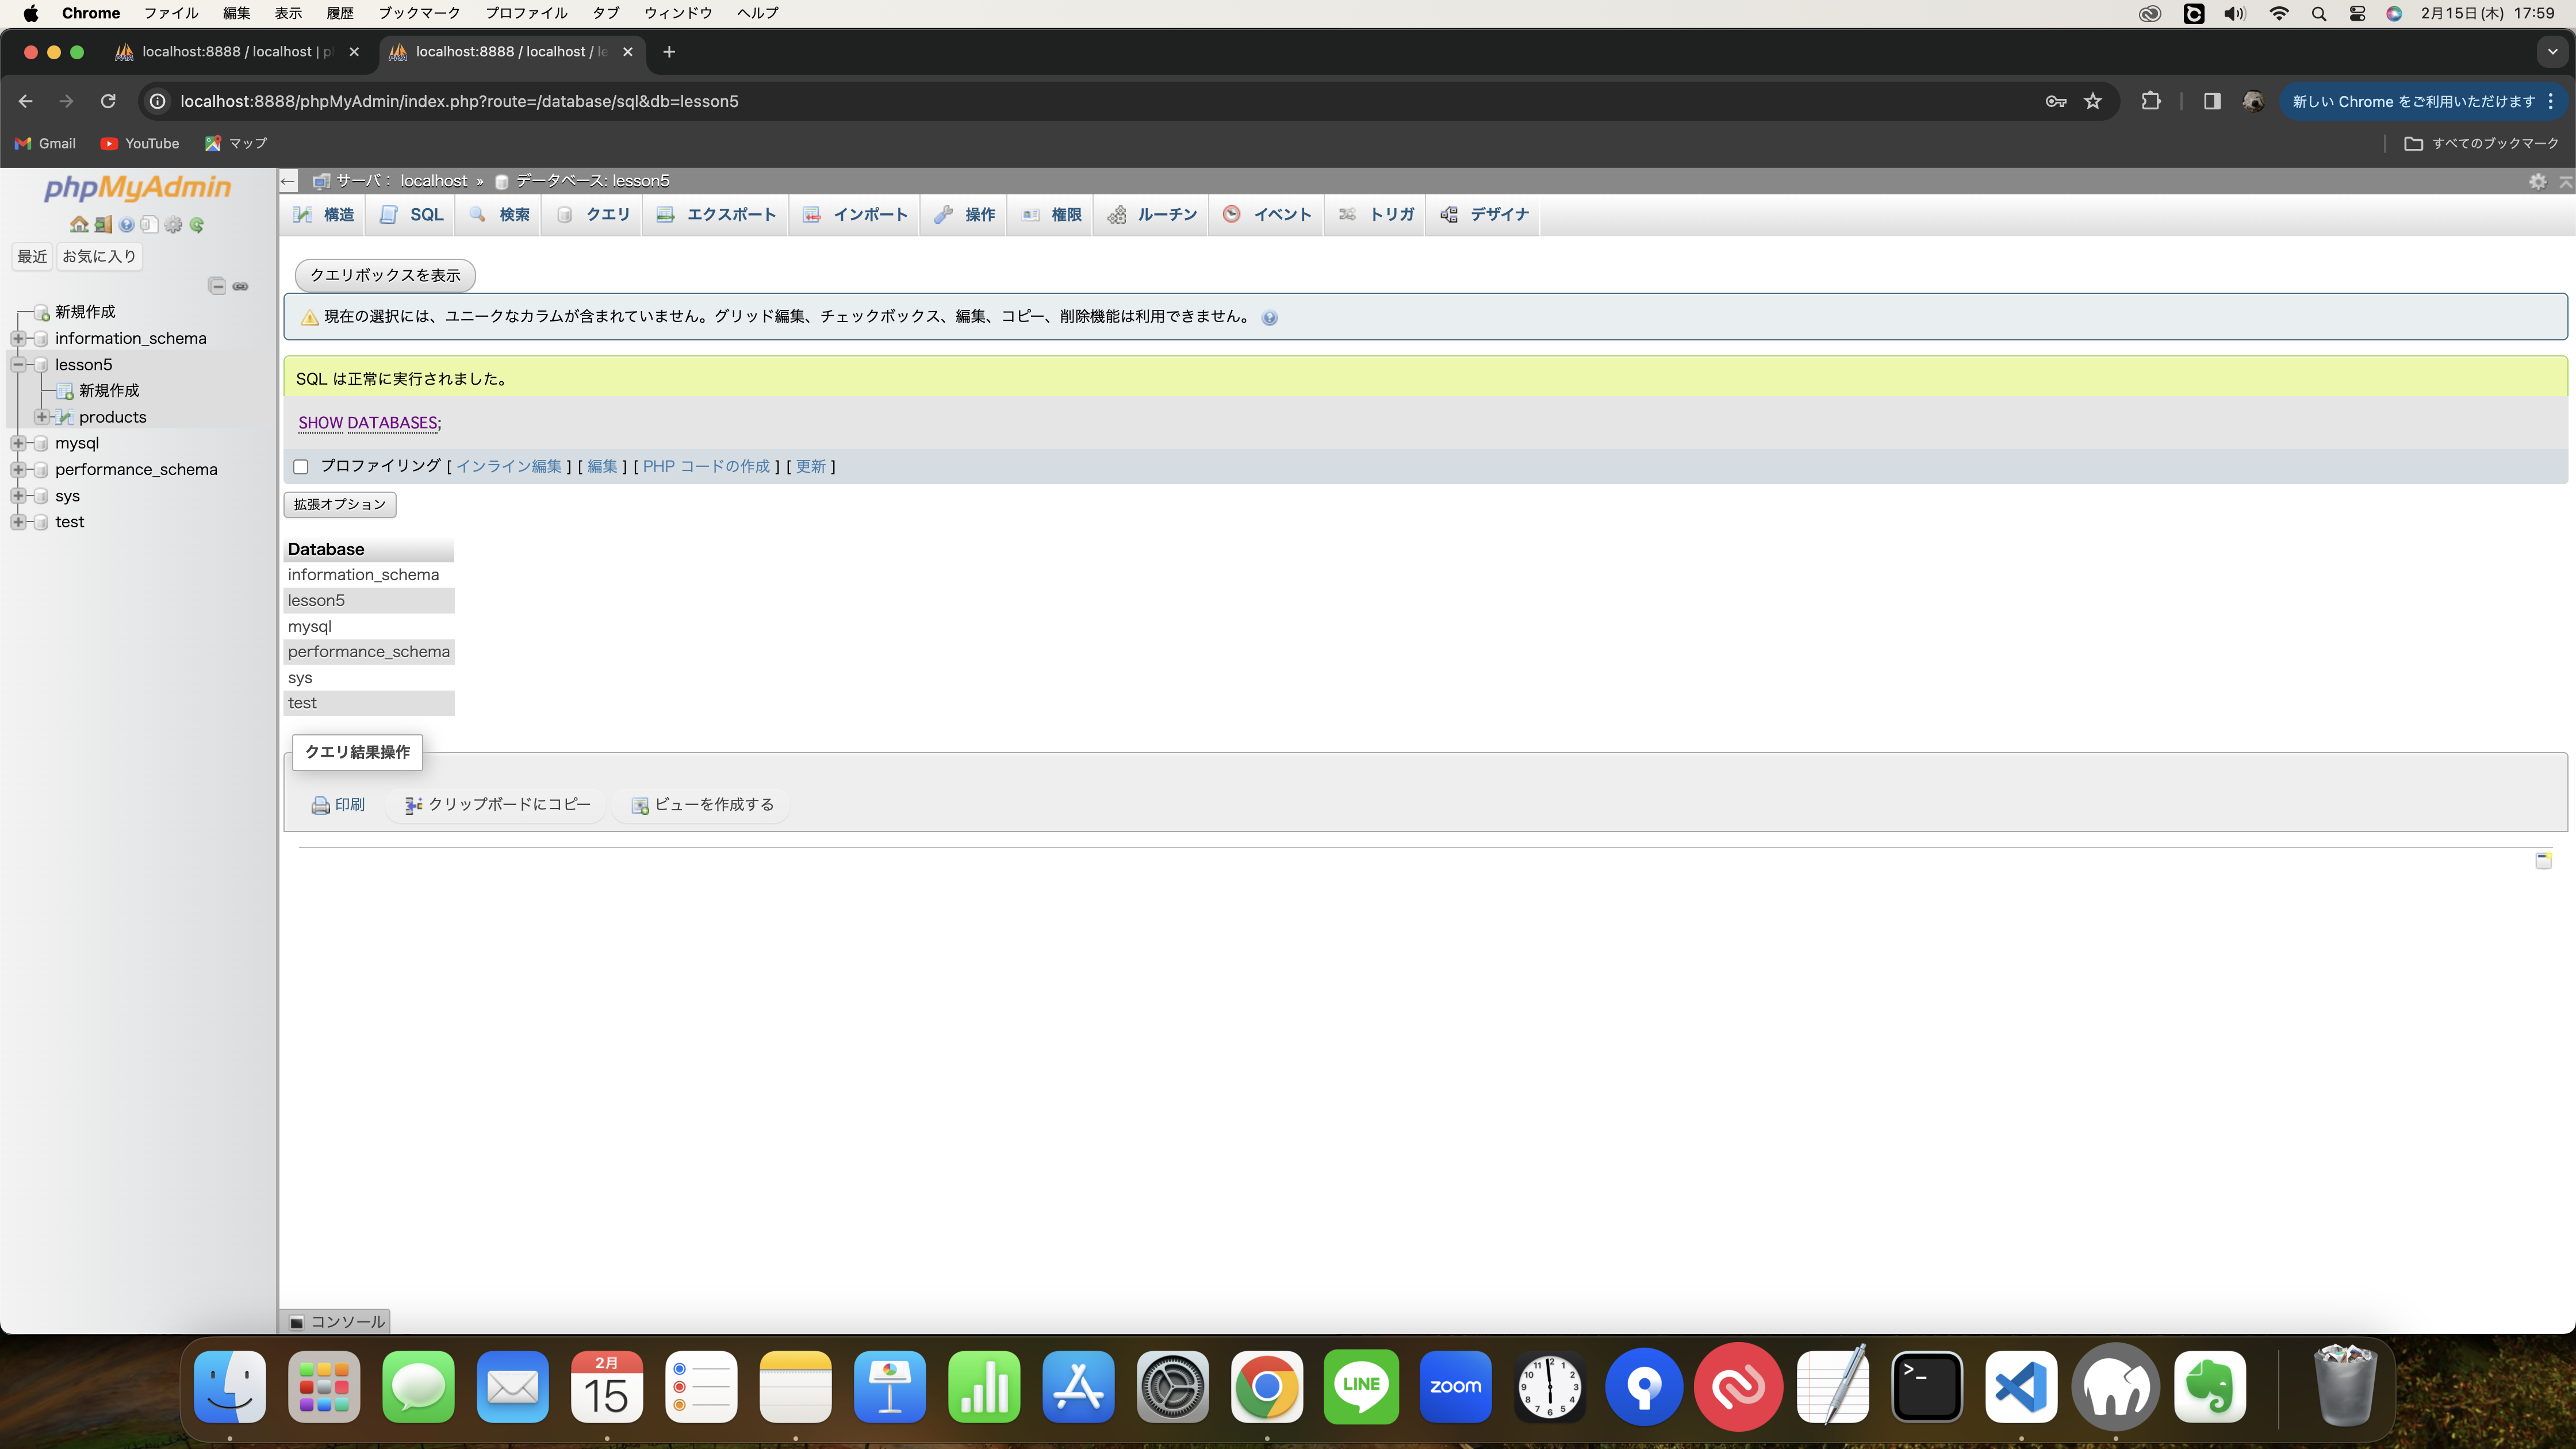 Chrome ファイル 編集 表示 履歴 ブックマーク プロファイル タブ ウィンドウ ヘルプ 2月15日(木) 17:59
localhost:8888 / localhost | p localhost:8888 / localhost / le
localhost:8888/phpMyAdmin/index.php?route=/database/sql&db=lesson5 新しい Chrome をご利用いただけます
Gmail YouTube マップ すべてのブックマーク
phpMyAdmin
最近 お気に入り
新規作成
information_schema
lesson5
新規作成
products
mysql
performance_schema
sys
test
サーバ: localhost » データベース: lesson5
構造 SQL 検索 クエリ エクスポート インポート 操作 権限 ルーチン イベント トリガ デザイナ
クエリボックスを表示
現在の選択には、ユニークなカラムが含まれていません。グリッド編集、チェックボックス、編集、コピー、削除機能は利用できません。
SQL は正常に実行されました。
SHOW DATABASES;
プロファイリング [ インライン編集 ] [ 編集 ] [ PHP コードの作成 ] [ 更新 ]
拡張オプション
Database
information_schema
lesson5
mysql
performance_schema
sys
test
クエリ結果操作
印刷 クリップボードにコピー ビューを作成する
コンソール
2月
15
LINE
zoom